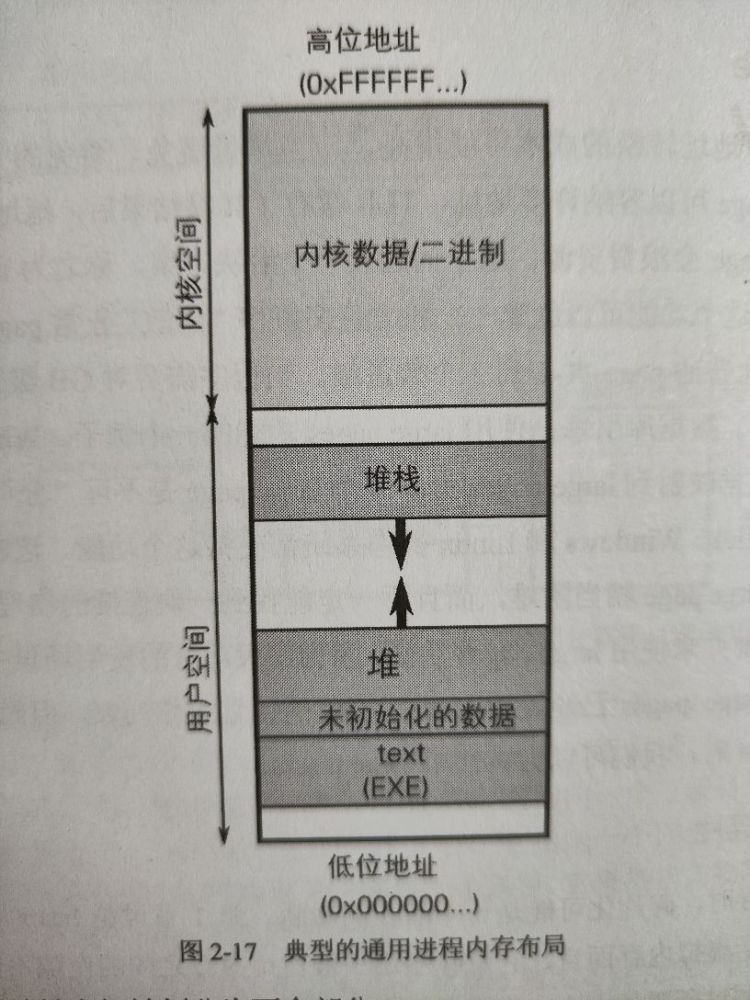 高位地址
(0xFFFFFF...)
内核空间
内核数据/二进制
堆栈
用户空间
堆
未初始化的数据
text
(EXE)
低位地址
(0x000000...)
图 2-17 典型的通用进程内存布局